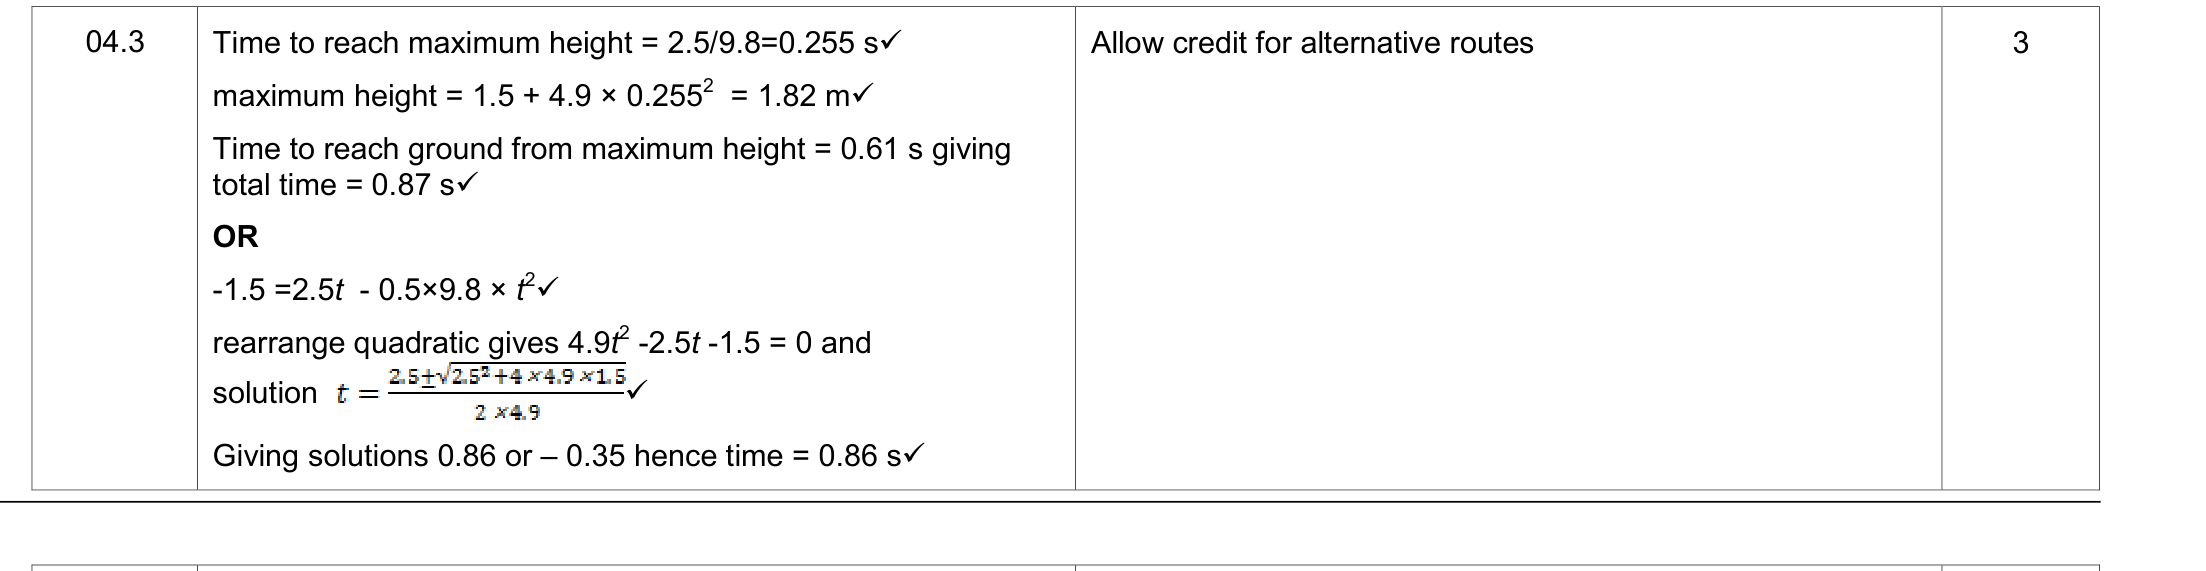 04.3
Time to reach maximum height = 2.5/9.8=0.255 s✓
maximum height = 1.5 + 4.9 × 0.255² = 1.82 m✓
Time to reach ground from maximum height = 0.61 s giving
total time = 0.87 s✓
OR
-1.5 =2.5t - 0.5×9.8 × t²✓
rearrange quadratic gives 4.9t² -2.5t -1.5 = 0 and
solution t = (2.5±√(2.5²+4×4.9×1.5))/(2×4.9)✓
Giving solutions 0.86 or – 0.35 hence time = 0.86 s✓
Allow credit for alternative routes
3